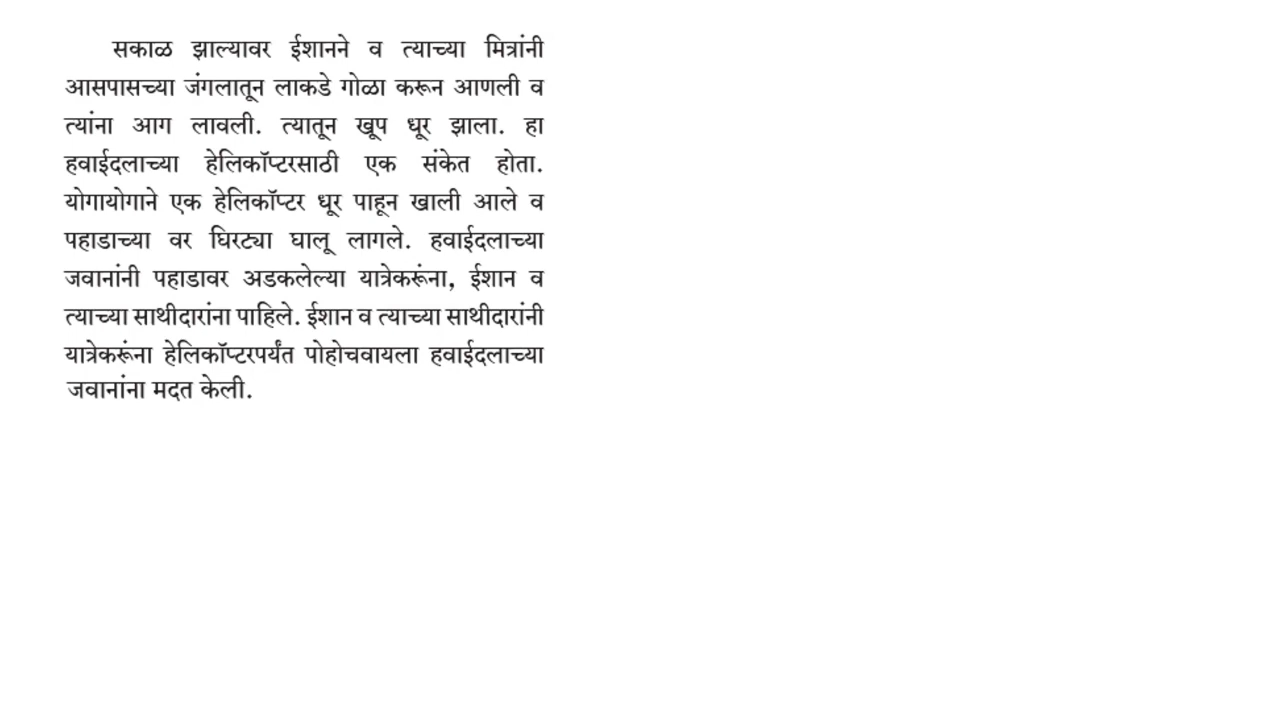 सकाळ झाल्यावर ईशानने व त्याच्या मित्रांनी
आसपासच्या जंगलातून लाकडे गोळा करून आणली व
त्यांना आग लावली. त्यातून खूप धूर झाला. हा
हवाईदलाच्या हेलिकॉप्टरसाठी एक संकेत होता.
योगायोगाने एक हेलिकॉप्टर धूर पाहून खाली आले व
पहाडाच्या वर घिरट्या घालू लागले. हवाईदलाच्या
जवानांनी पहाडावर अडकलेल्या यात्रेकरूंना, ईशान व
त्याच्या साथीदारांना पाहिले. ईशान व त्याच्या साथीदारांनी
यात्रेकरूंना हेलिकॉप्टरपर्यंत पोहोचवायला हवाईदलाच्या
जवानांना मदत केली.